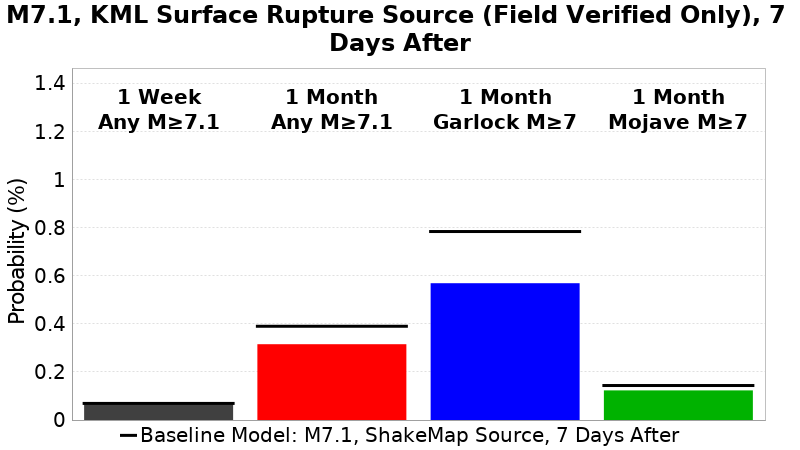 M7.1, KML Surface Rupture Source (Field Verified Only), 7
Days After
1 Week
Any M≥7.1
1 Month
Any M≥7.1
1 Month
Garlock M≥7
1 Month
Mojave M≥7
Probability (%)
1.4
1.2
1
0.8
0.6
0.4
0.2
0
Baseline Model: M7.1, ShakeMap Source, 7 Days After